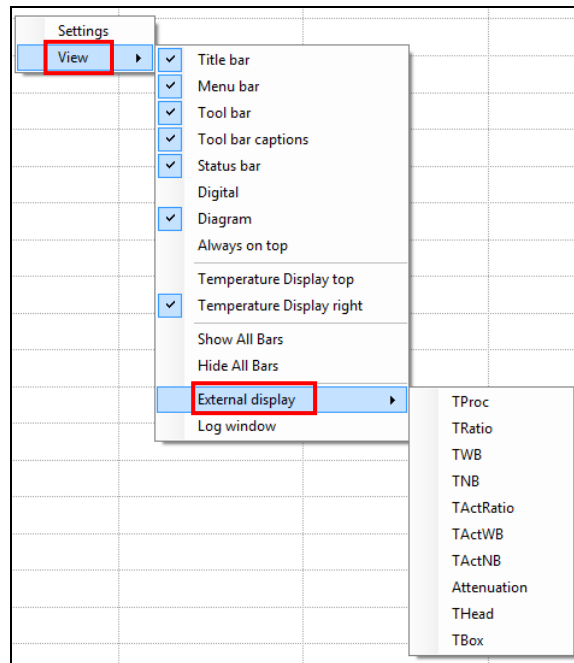 Settings
View
Title bar
Menu bar
Tool bar
Tool bar captions
Status bar
Digital
Diagram
Always on top
Temperature Display top
Temperature Display right
Show All Bars
Hide All Bars
External display
Log window
TProc
TRatio
TWB
TNB
TActRatio
TActWB
TActNB
Attenuation
THead
TBox